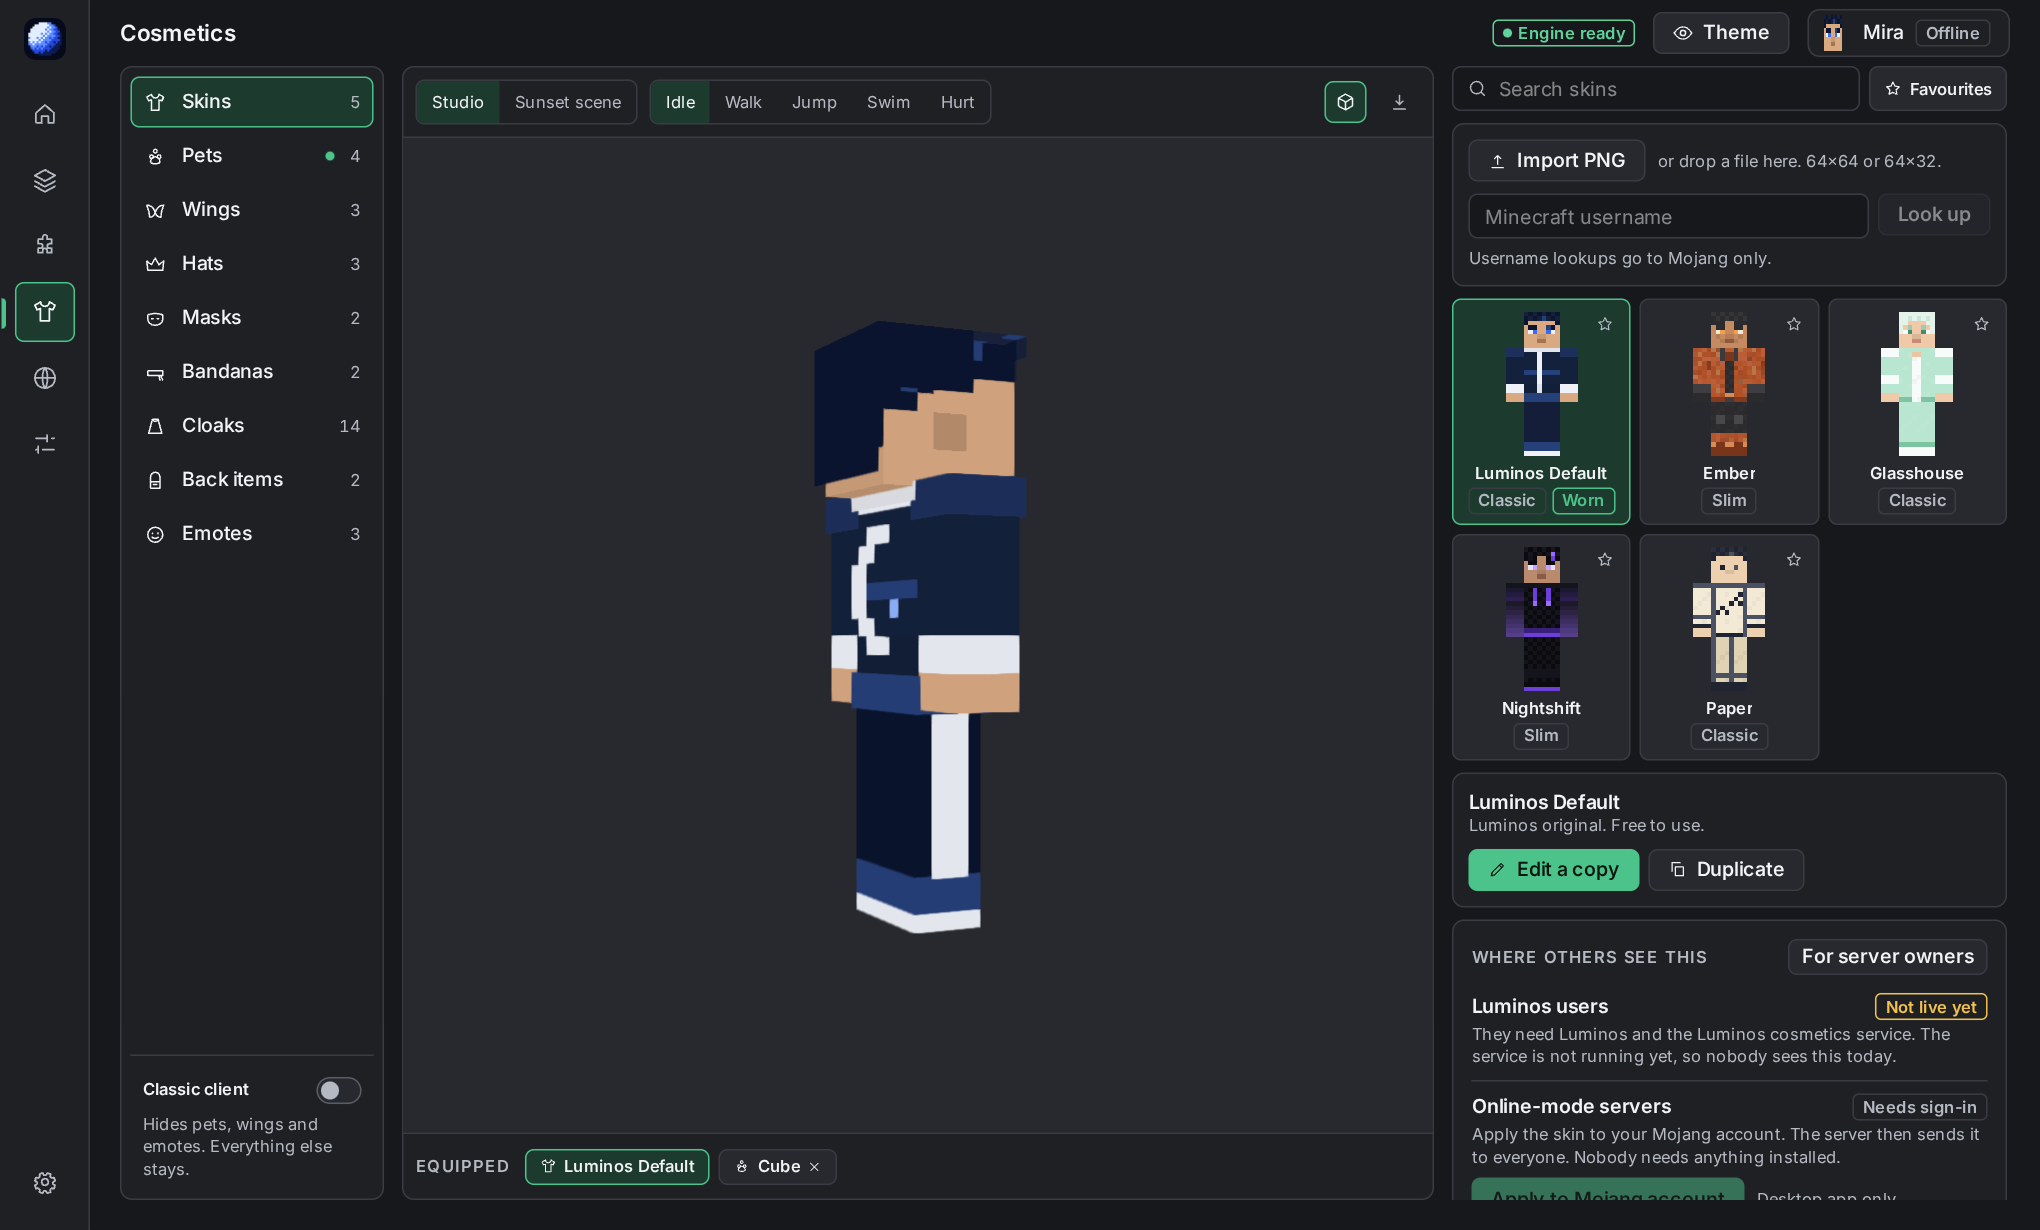 Cosmetics
Engine ready
Theme
Mira
Offline
Skins 5
Pets 4
Wings 3
Hats 3
Masks 2
Bandanas 2
Cloaks 14
Back items 2
Emotes 3
Classic client
Hides pets, wings and
emotes. Everything else
stays.
Studio
Sunset scene
Idle
Walk
Jump
Swim
Hurt
EQUIPPED
Luminos Default
Cube
Search skins
Favourites
Import PNG
or drop a file here. 64×64 or 64×32.
Minecraft username
Look up
Username lookups go to Mojang only.
Luminos Default
Classic
Worn
Ember
Slim
Glasshouse
Classic
Nightshift
Slim
Paper
Classic
Luminos Default
Luminos original. Free to use.
Edit a copy
Duplicate
WHERE OTHERS SEE THIS
For server owners
Luminos users
Not live yet
They need Luminos and the Luminos cosmetics service. The
service is not running yet, so nobody sees this today.
Online-mode servers
Needs sign-in
Apply the skin to your Mojang account. The server then sends it
to everyone. Nobody needs anything installed.
Apply to Mojang account
Desktop app only